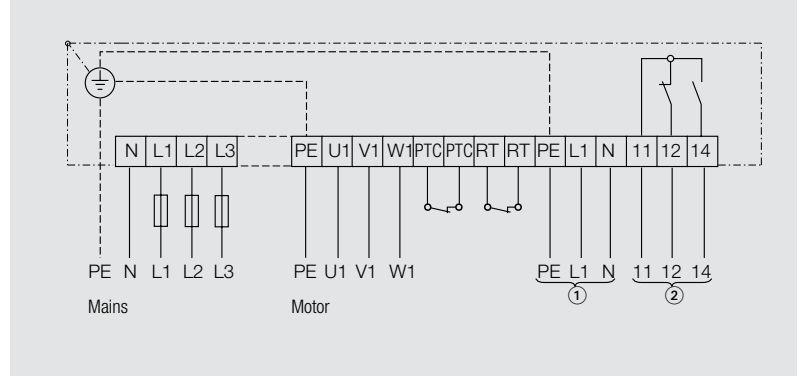 N L1 L2 L3 PE U1 V1 W1 PTC PTC RT RT PE L1 N 11 12 14
PE N L1 L2 L3 PE U1 V1 W1 PE L1 N 11 12 14
Mains Motor 1 2